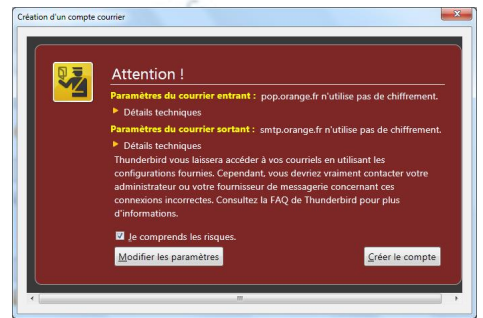 Création d'un compte courrier
Attention !
Paramètres du courrier entrant : pop.orange.fr n'utilise pas de chiffrement.
Détails techniques
Paramètres du courrier sortant : smtp.orange.fr n'utilise pas de chiffrement.
Détails techniques
Thunderbird vous laissera accéder à vos courriels en utilisant les
configurations fournies. Cependant, vous devriez vraiment contacter votre
administrateur ou votre fournisseur de messagerie concernant ces
connexions incorrectes. Consultez la FAQ de Thunderbird pour plus
d'informations.
Je comprends les risques.
Modifier les paramètres
Créer le compte